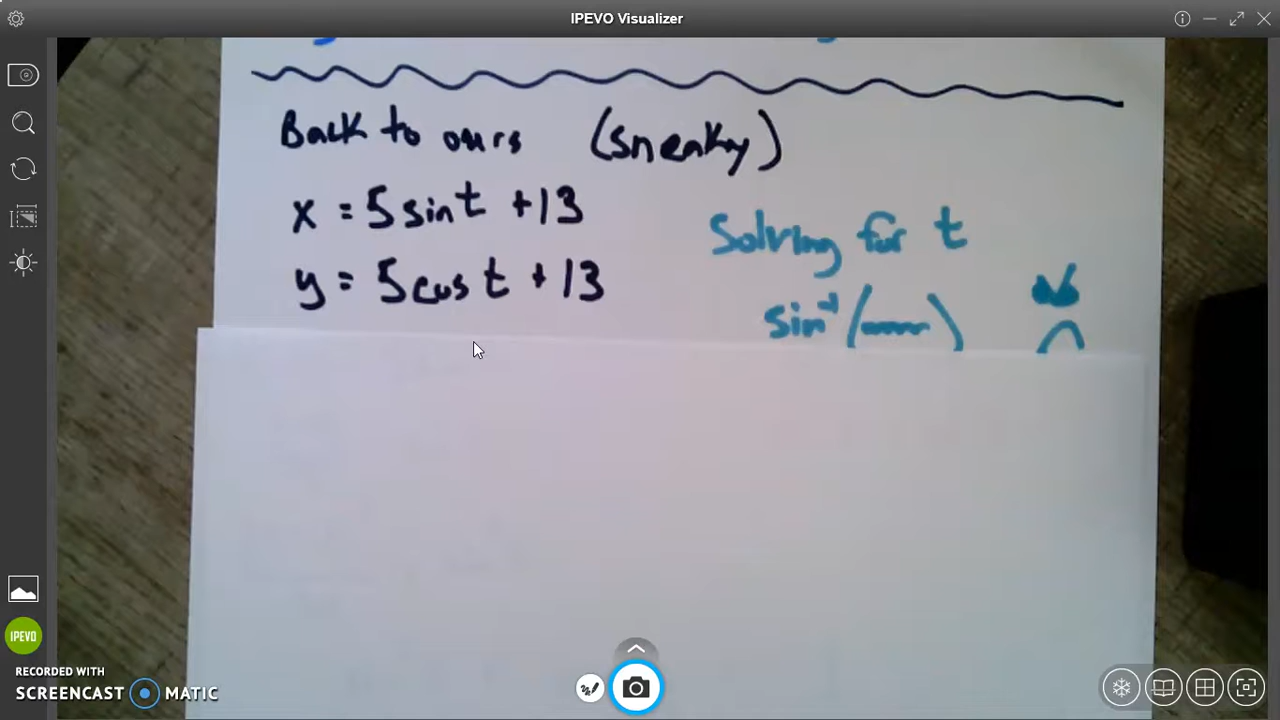 IPEVO Visualizer
Back to ours (sneaky)
x = 5 sin t + 13
y = 5 cos t + 13
Solving for t
sin⁻¹( )
IPEVO
RECORDED WITH
SCREENCAST MATIC